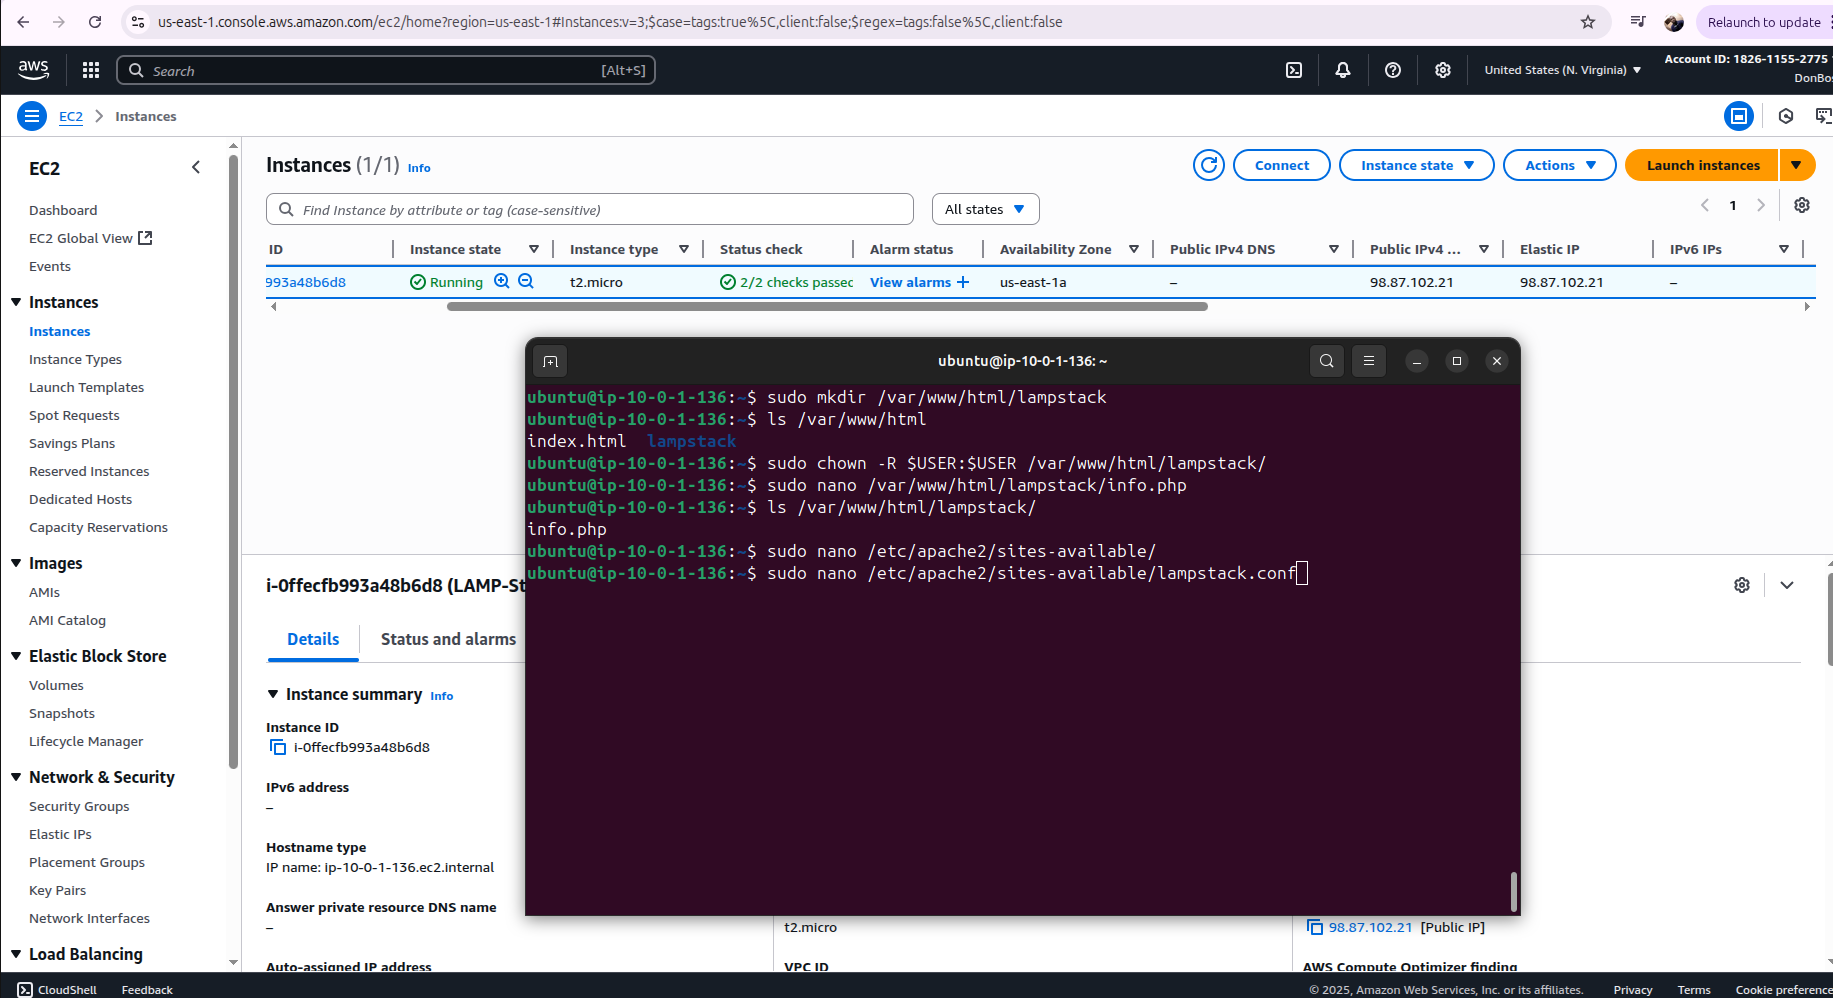 us-east-1.console.aws.amazon.com/ec2/home?region=us-east-1#Instances:v=3;$case=tags:true%5C,client:false;$regex=tags:false%5C,client:false
Relaunch to update
aws
Search
[Alt+S]
United States (N. Virginia)
Account ID: 1826-1155-2775
DonBos
EC2
Instances
EC2
Dashboard
EC2 Global View
Events
Instances
Instances
Instance Types
Launch Templates
Spot Requests
Savings Plans
Reserved Instances
Dedicated Hosts
Capacity Reservations
Images
AMIs
AMI Catalog
Elastic Block Store
Volumes
Snapshots
Lifecycle Manager
Network & Security
Security Groups
Elastic IPs
Placement Groups
Key Pairs
Network Interfaces
Load Balancing
Instances (1/1) Info
Connect
Instance state
Actions
Launch instances
Find Instance by attribute or tag (case-sensitive)
All states
1
ID Instance state Instance type Status check Alarm status Availability Zone Public IPv4 DNS Public IPv4 ... Elastic IP IPv6 IPs
993a48b6d8 Running t2.micro 2/2 checks passec View alarms + us-east-1a – 98.87.102.21 98.87.102.21 –
ubuntu@ip-10-0-1-136: ~
ubuntu@ip-10-0-1-136:~$ sudo mkdir /var/www/html/lampstack
ubuntu@ip-10-0-1-136:~$ ls /var/www/html
index.html lampstack
ubuntu@ip-10-0-1-136:~$ sudo chown -R $USER:$USER /var/www/html/lampstack/
ubuntu@ip-10-0-1-136:~$ sudo nano /var/www/html/lampstack/info.php
ubuntu@ip-10-0-1-136:~$ ls /var/www/html/lampstack/
info.php
ubuntu@ip-10-0-1-136:~$ sudo nano /etc/apache2/sites-available/
ubuntu@ip-10-0-1-136:~$ sudo nano /etc/apache2/sites-available/lampstack.conf
i-0ffecfb993a48b6d8 (LAMP-St
Details
Status and alarms
Instance summary Info
Instance ID
i-0ffecfb993a48b6d8
IPv6 address
–
Hostname type
IP name: ip-10-0-1-136.ec2.internal
Answer private resource DNS name
–
t2.micro
98.87.102.21 [Public IP]
Auto-assigned IP address
VPC ID
AWS Compute Optimizer finding
CloudShell
Feedback
© 2025, Amazon Web Services, Inc. or its affiliates.
Privacy
Terms
Cookie preference